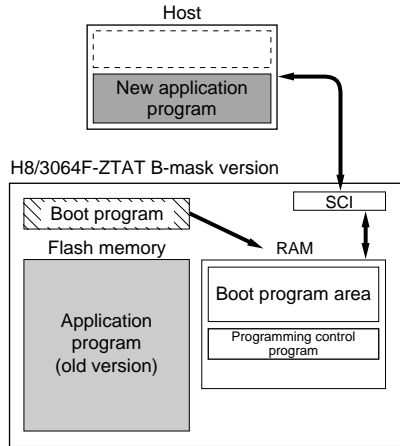 Host
New application
program
H8/3064F-ZTAT B-mask version
SCI
Boot program
Flash memory
RAM
Boot program area
Application
program
(old version)
Programming control
program